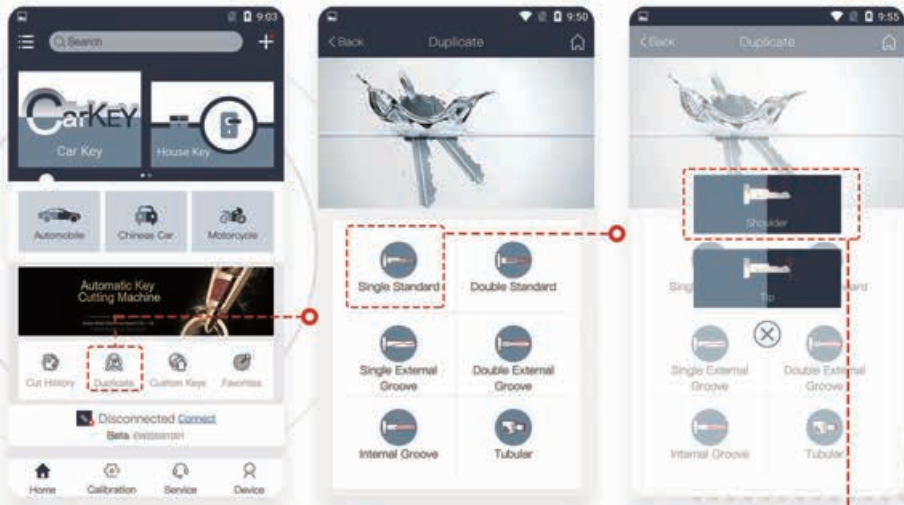 9:03
Search
CarKEY
Car Key
House Key
Automobile
Chinese Car
Motorcycle
Automatic Key
Cutting Machine
Cut History
Duplicate
Custom Keys
Favorites
Disconnected Connect
Beta
Home
Calibration
Service
Device
9:50
< Back
Duplicate
Single Standard
Double Standard
Single External
Groove
Double External
Groove
Internal Groove
Tubular
9:55
< Back
Duplicate
Shoulder
Tip
Single External
Groove
Double External
Groove
Internal Groove
Tubular